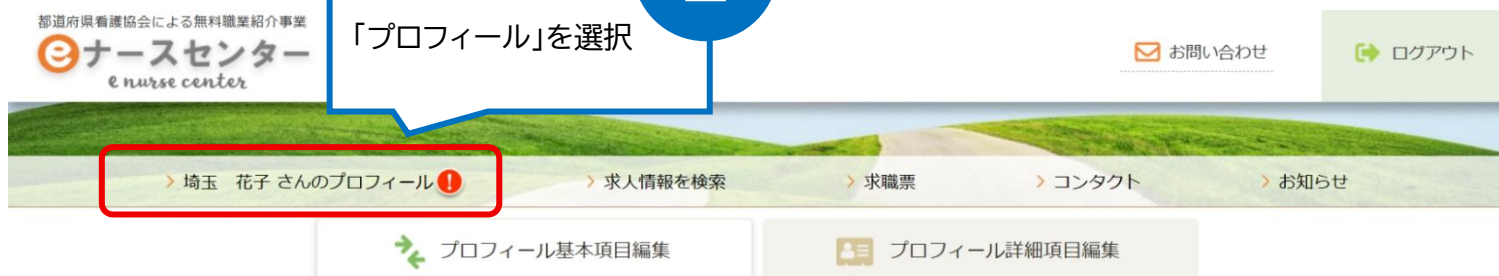 都道府県看護協会による無料職業紹介事業
eナースセンター
e nurse center
「プロフィール」を選択
お問い合わせ
ログアウト
埼玉 花子 さんのプロフィール!
求人情報を検索
求職票
コンタクト
お知らせ
プロフィール基本項目編集
プロフィール詳細項目編集